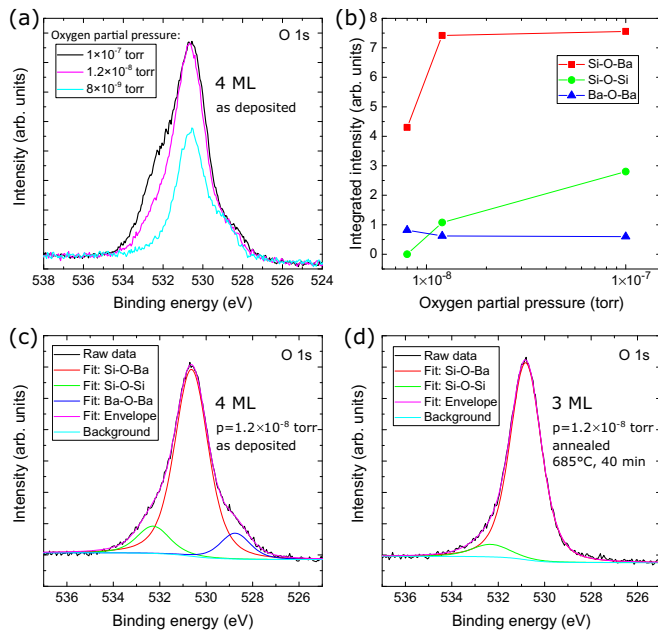 (a)
Oxygen partial pressure:
1×10⁻⁷ torr
1.2×10⁻⁸ torr
8×10⁻⁹ torr
O 1s
4 ML
as deposited
Intensity (arb. units)
538 536 534 532 530 528 526 524
Binding energy (eV)
(b)
8
7
6
5
4
3
2
1
0
Si-O-Ba
Si-O-Si
Ba-O-Ba
Integrated intensity (arb. units)
1×10⁻⁸ 1×10⁻⁷
Oxygen partial pressure (torr)
(c)
Raw data
Fit: Si-O-Ba
Fit: Si-O-Si
Fit: Ba-O-Ba
Fit: Envelope
Background
O 1s
4 ML
p=1.2×10⁻⁸ torr
as deposited
Intensity (arb. units)
536 534 532 530 528 526
Binding energy (eV)
(d)
Raw data
Fit: Si-O-Ba
Fit: Si-O-Si
Fit: Envelope
Background
O 1s
3 ML
p=1.2×10⁻⁸ torr
annealed
685°C, 40 min
Intensity (arb. units)
536 534 532 530 528 526
Binding energy (eV)